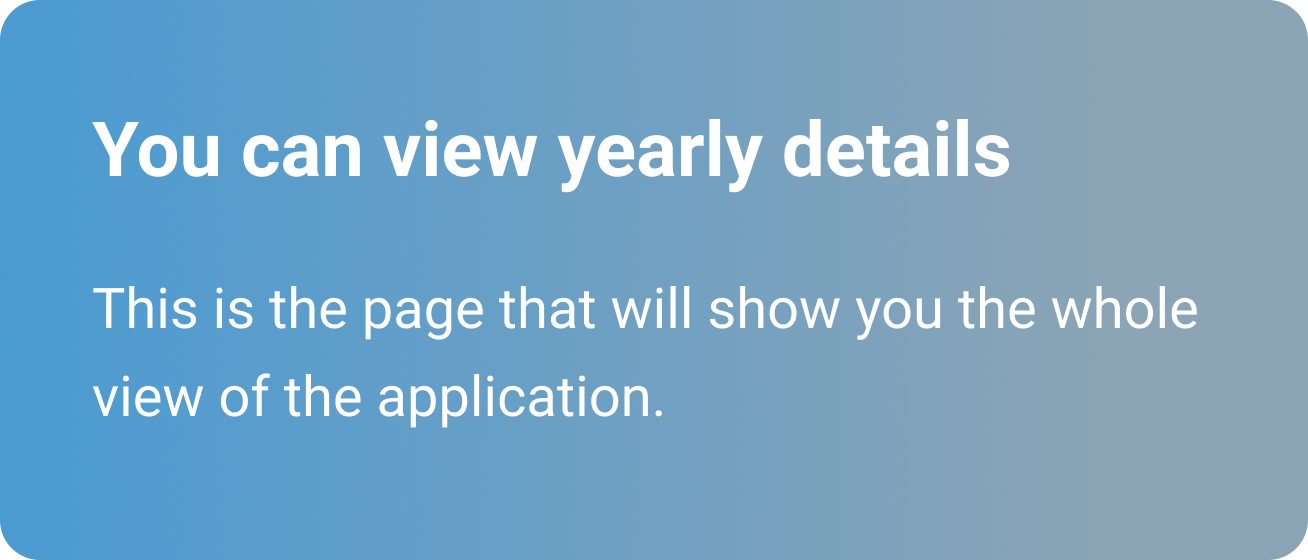 You can view yearly details
This is the page that will show you the whole
view of the application.